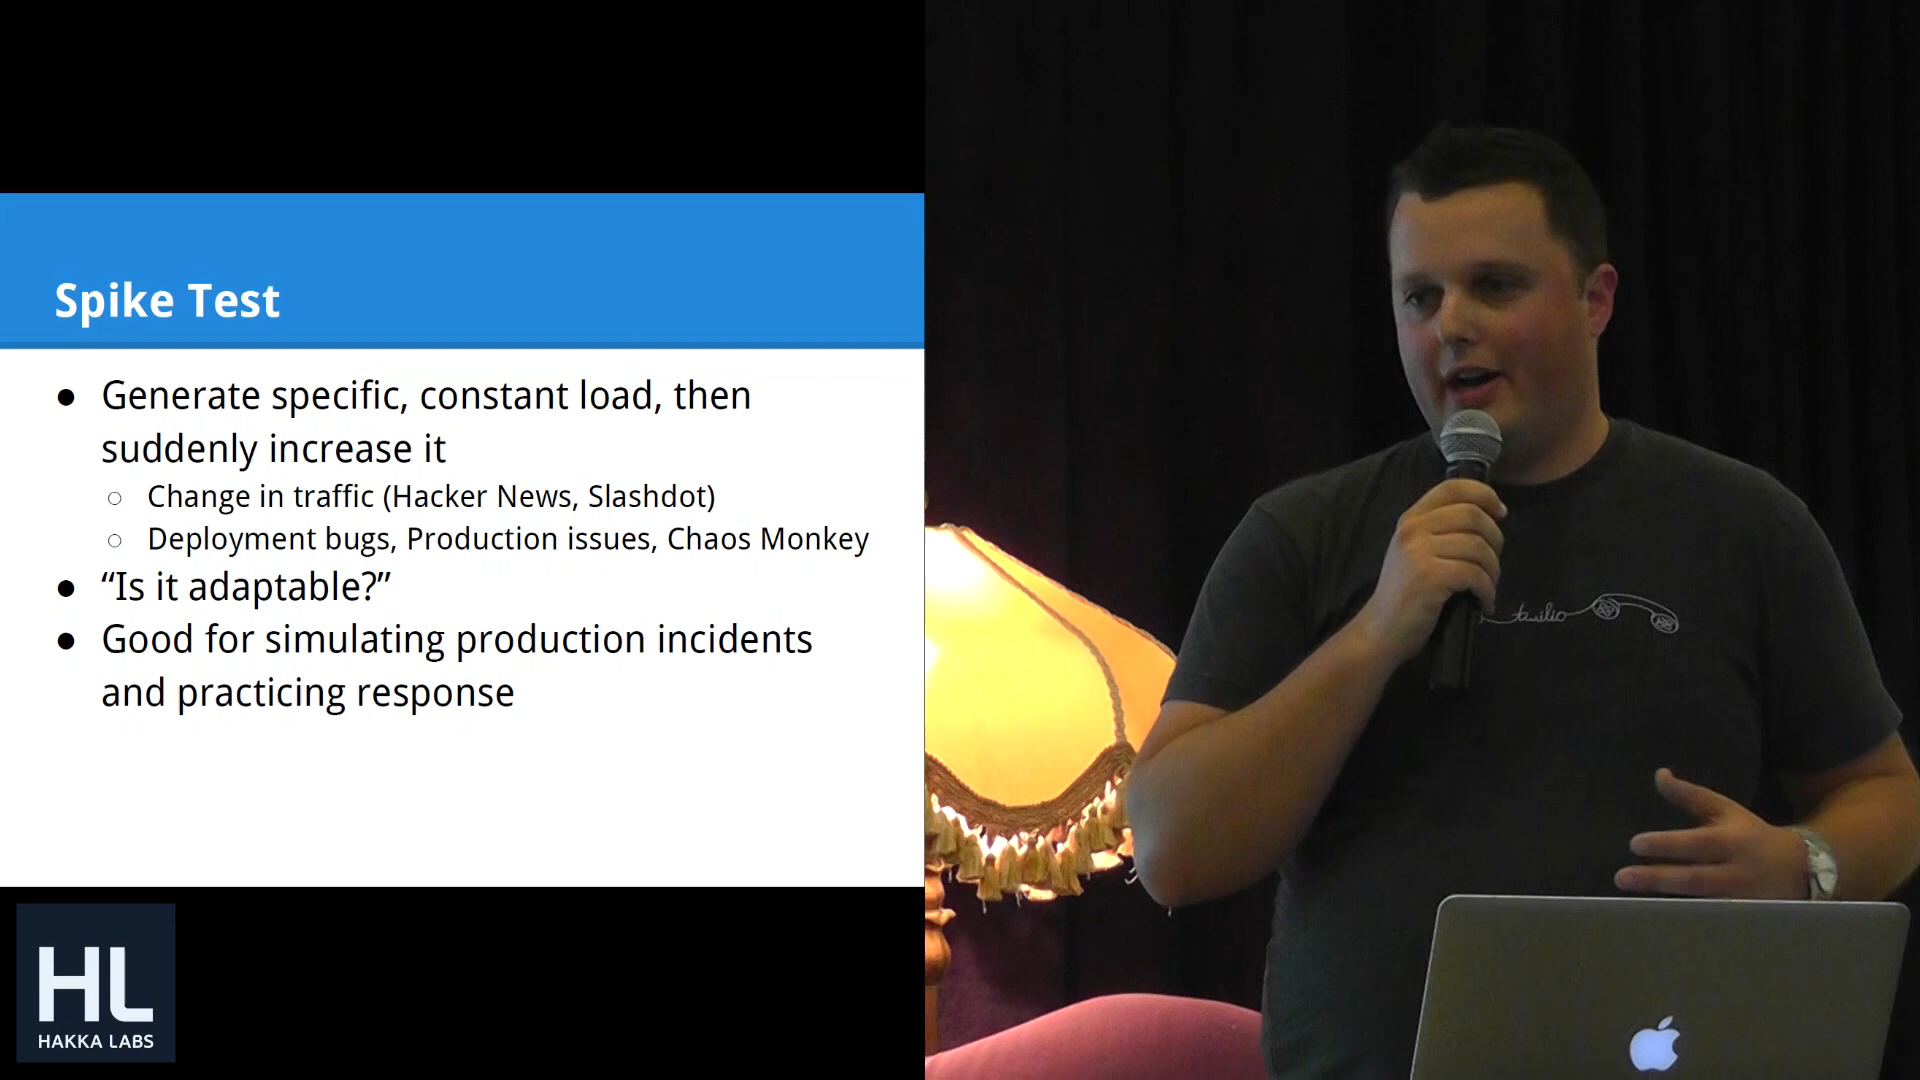 Spike Test
● Generate specific, constant load, then
suddenly increase it
○ Change in traffic (Hacker News, Slashdot)
○ Deployment bugs, Production issues, Chaos Monkey
● “Is it adaptable?”
● Good for simulating production incidents
and practicing response
twilio
HL
HAKKA LABS